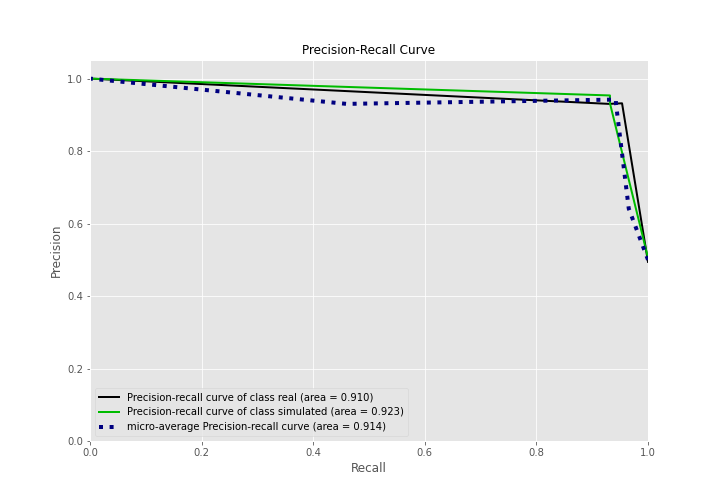 Precision-Recall Curve
1.0
0.8
0.6
0.4
0.2
0.0
Precision
Precision-recall curve of class real (area = 0.910)
Precision-recall curve of class simulated (area = 0.923)
micro-average Precision-recall curve (area = 0.914)
0.0 0.2 0.4 0.6 0.8 1.0
Recall